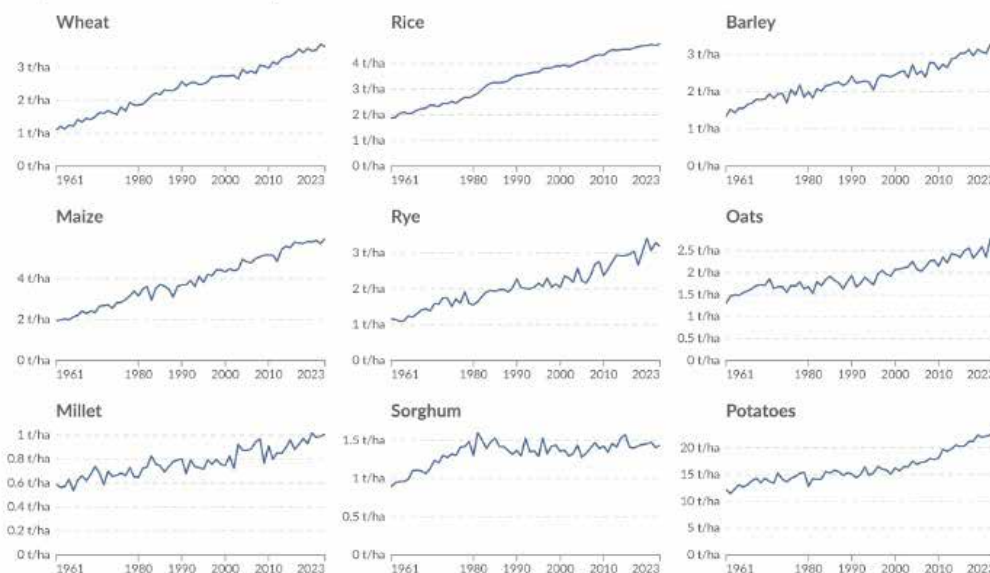 Wheat
3 t/ha
2 t/ha
1 t/ha
0 t/ha
1961 1980 1990 2000 2010 2023
Rice
4 t/ha
3 t/ha
2 t/ha
1 t/ha
0 t/ha
1961 1980 1990 2000 2010 2023
Barley
3 t/ha
2 t/ha
1 t/ha
0 t/ha
1961 1980 1990 2000 2010 2023
Maize
4 t/ha
2 t/ha
0 t/ha
1961 1980 1990 2000 2010 2023
Rye
3 t/ha
2 t/ha
1 t/ha
0 t/ha
1961 1980 1990 2000 2010 2023
Oats
2.5 t/ha
2 t/ha
1.5 t/ha
1 t/ha
0.5 t/ha
0 t/ha
1961 1980 1990 2000 2010 2023
Millet
1 t/ha
0.8 t/ha
0.6 t/ha
0.4 t/ha
0.2 t/ha
0 t/ha
1961 1980 1990 2000 2010 2023
Sorghum
1.5 t/ha
1 t/ha
0.5 t/ha
0 t/ha
1961 1980 1990 2000 2010 2023
Potatoes
20 t/ha
15 t/ha
10 t/ha
5 t/ha
0 t/ha
1961 1980 1990 2000 2010 2023